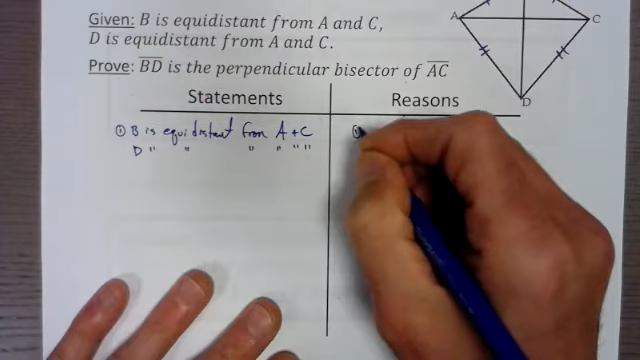 Given: B is equidistant from A and C,
D is equidistant from A and C.
Prove: BD is the perpendicular bisector of AC
A
C
D
Statements
Reasons
① B is equidistant from A + C
D " " " " " "